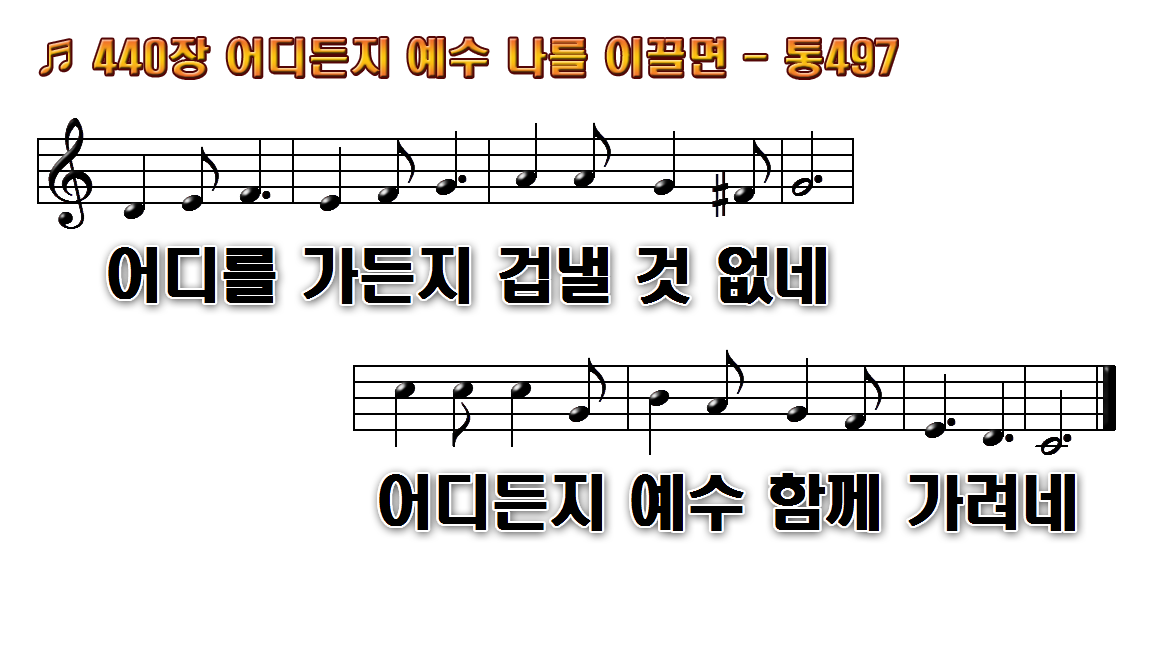 ♬ 440장 어디든지 예수 나를 이끌면 - 통497
어디를 가든지 겁낼 것 없네
어디든지 예수 함께 가려네